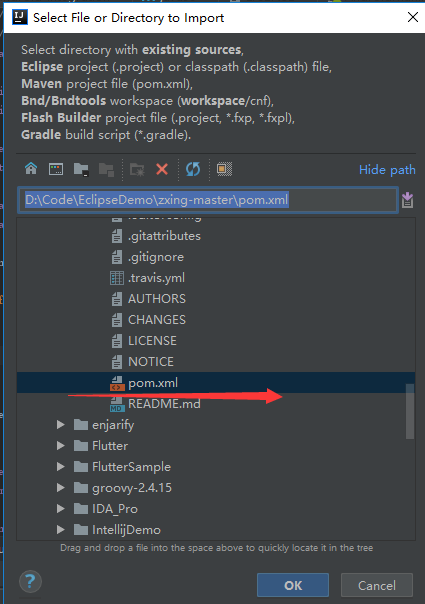 Select File or Directory to Import
Select directory with existing sources,
Eclipse project (.project) or classpath (.classpath) file,
Maven project file (pom.xml),
Bnd/Bndtools workspace (workspace/cnf),
Flash Builder project file (.project, *.fxp, *.fxpl),
Gradle build script (*.gradle).
Hide path
D:\Code\EclipseDemo\zxing-master\pom.xml
.gitattributes
.gitignore
.travis.yml
AUTHORS
CHANGES
LICENSE
NOTICE
pom.xml
README.md
enjarify
Flutter
FlutterSample
groovy-2.4.15
IDA_Pro
IntellijDemo
Drag and drop a file into the space above to quickly locate it in the tree
OK
Cancel